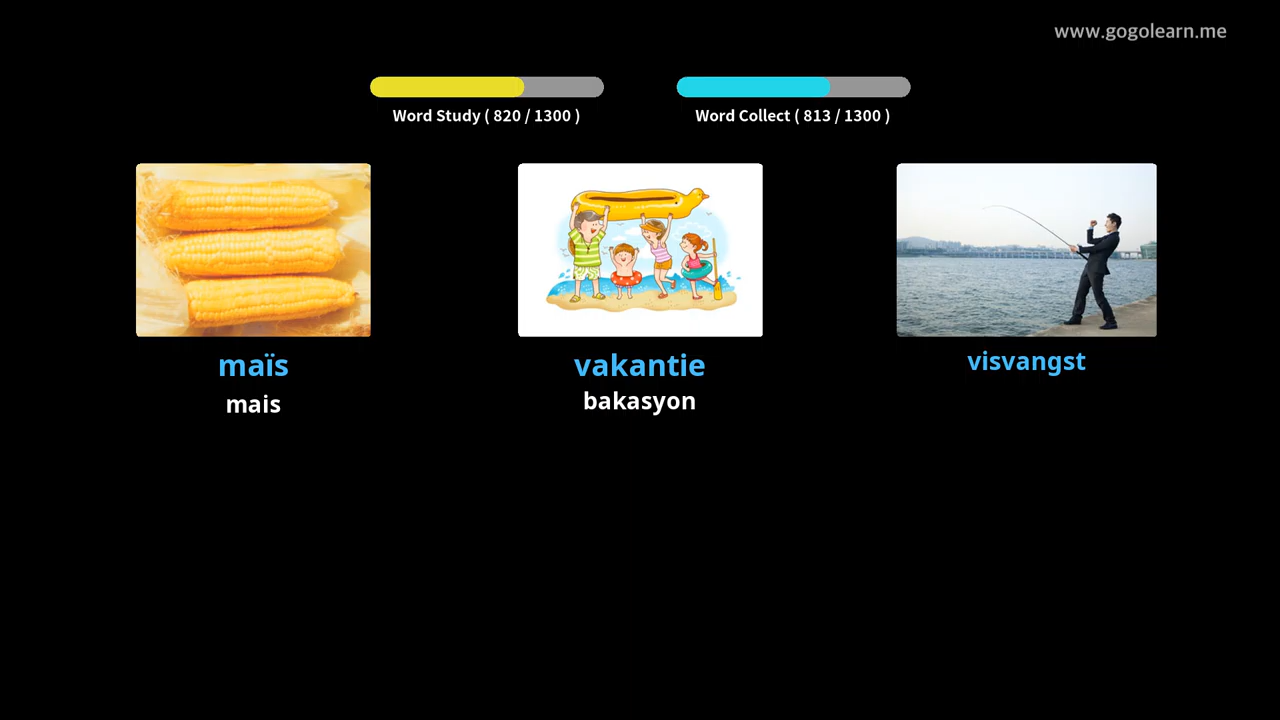 www.gogolearn.me
Word Study ( 820 / 1300 )
Word Collect ( 813 / 1300 )
maïs
mais
vakantie
bakasyon
visvangst